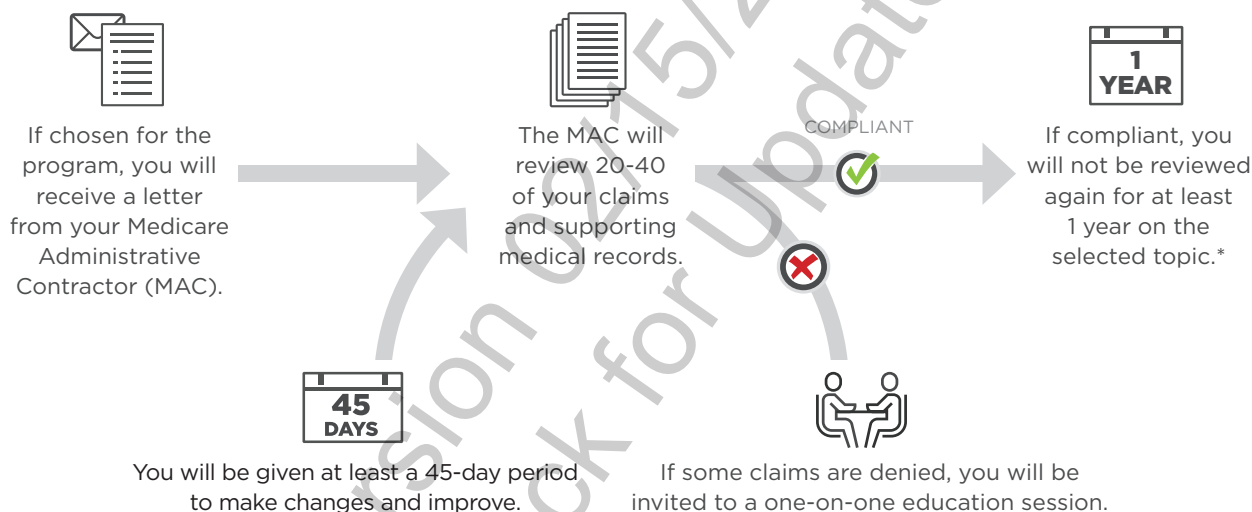 If chosen for the
program, you will
receive a letter
from your Medicare
Administrative
Contractor (MAC).
The MAC will
review 20-40
of your claims
and supporting
medical records.
COMPLIANT
1
YEAR
If compliant, you
will not be reviewed
again for at least
1 year on the
selected topic.*
45
DAYS
You will be given at least a 45-day period
to make changes and improve.
If some claims are denied, you will be
invited to a one-on-one education session.